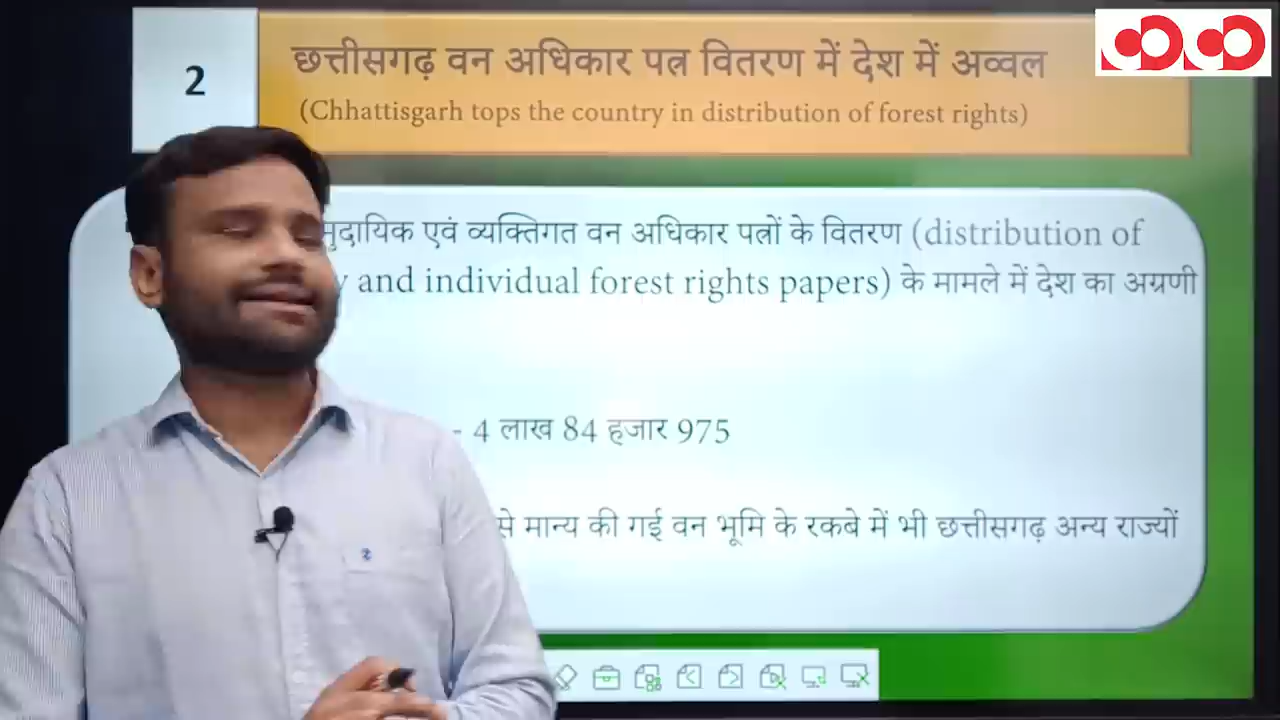 2
छत्तीसगढ़ वन अधिकार पत्र वितरण में देश में अव्वल
(Chhattisgarh tops the country in distribution of forest rights)
मुदायिक एवं व्यक्तिगत वन अधिकार पत्रों के वितरण (distribution of
y and individual forest rights papers) के मामले में देश का अग्रणी
- 4 लाख 84 हजार 975
से मान्य की गई वन भूमि के रकबे में भी छत्तीसगढ़ अन्य राज्यों